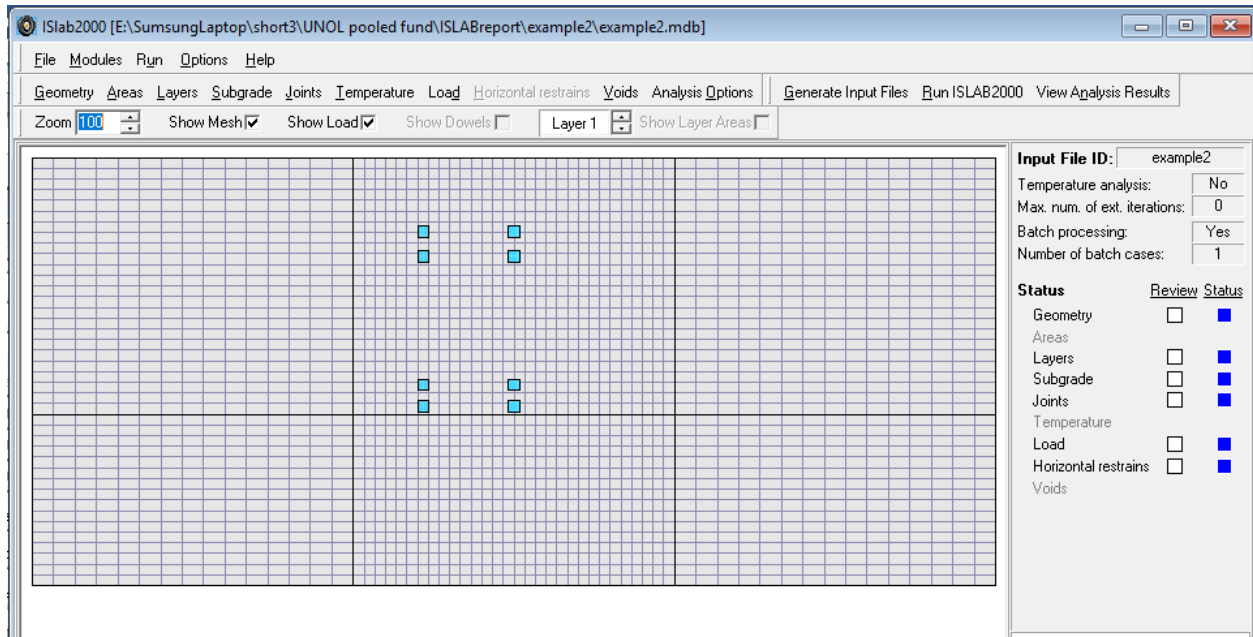 ISlab2000 [E:\SumsungLaptop\short3\UNOL pooled fund\ISLABreport\example2\example2.mdb]
File Modules Run Options Help
Geometry Areas Layers Subgrade Joints Temperature Load Horizontal restrains Voids Analysis Options Generate Input Files Run ISLAB2000 View Analysis Results
Zoom 100 Show Mesh Show Load Show Dowels Layer 1 Show Layer Areas
Input File ID: example2
Temperature analysis: No
Max. num. of ext. iterations: 0
Batch processing: Yes
Number of batch cases: 1
Status Review Status
Geometry
Areas
Layers
Subgrade
Joints
Temperature
Load
Horizontal restrains
Voids